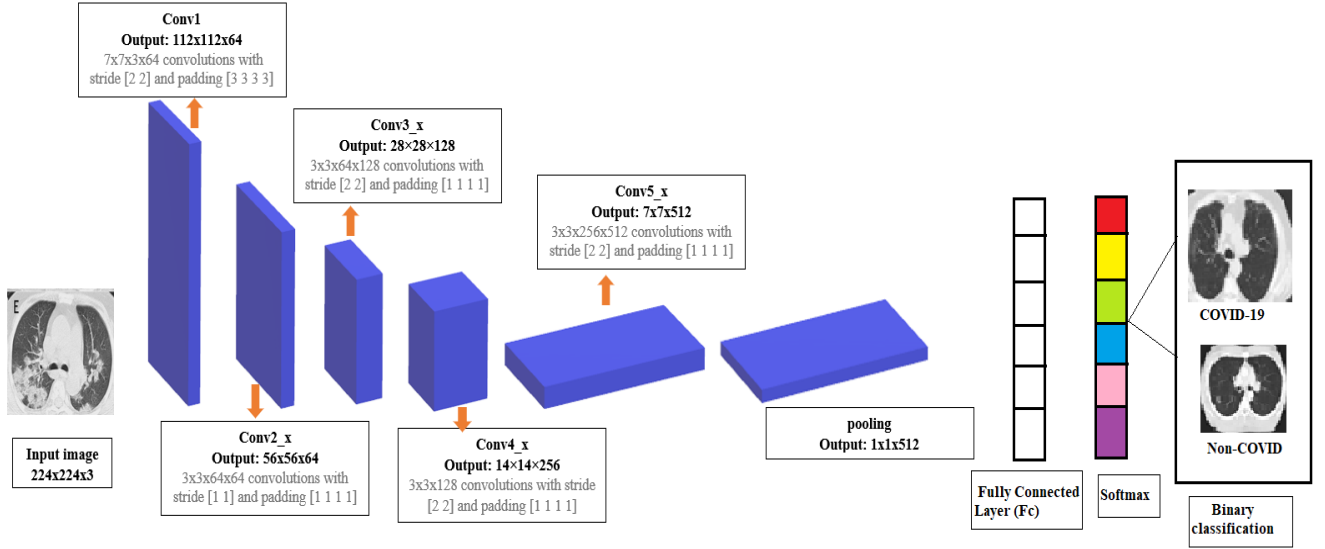 Conv1
Output: 112x112x64
7x7x3x64 convolutions with
stride [2 2] and padding [3 3 3 3]
Conv3_x
Output: 28×28×128
3x3x64x128 convolutions with
stride [2 2] and padding [1 1 1 1]
Conv5_x
Output: 7x7x512
3x3x256x512 convolutions with
stride [2 2] and padding [1 1 1 1]
E
Input image
224x224x3
Conv2_x
Output: 56x56x64
3x3x64x64 convolutions with
stride [1 1] and padding [1 1 1 1]
Conv4_x
Output: 14×14×256
3x3x128 convolutions with stride
[2 2] and padding [1 1 1 1]
pooling
Output: 1x1x512
Fully Connected
Layer (Fc)
Softmax
COVID-19
Non-COVID
Binary
classification